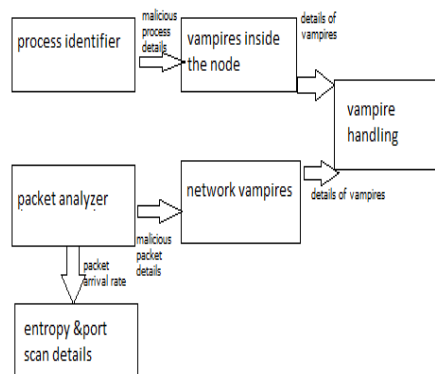 process identifier
malicious
process
details
vampires inside
the node
details of
vampires
vampire
handling
packet analyzer
malicious
packet
details
network vampires
details of vampires
packet
arrival rate
entropy &port
scan details